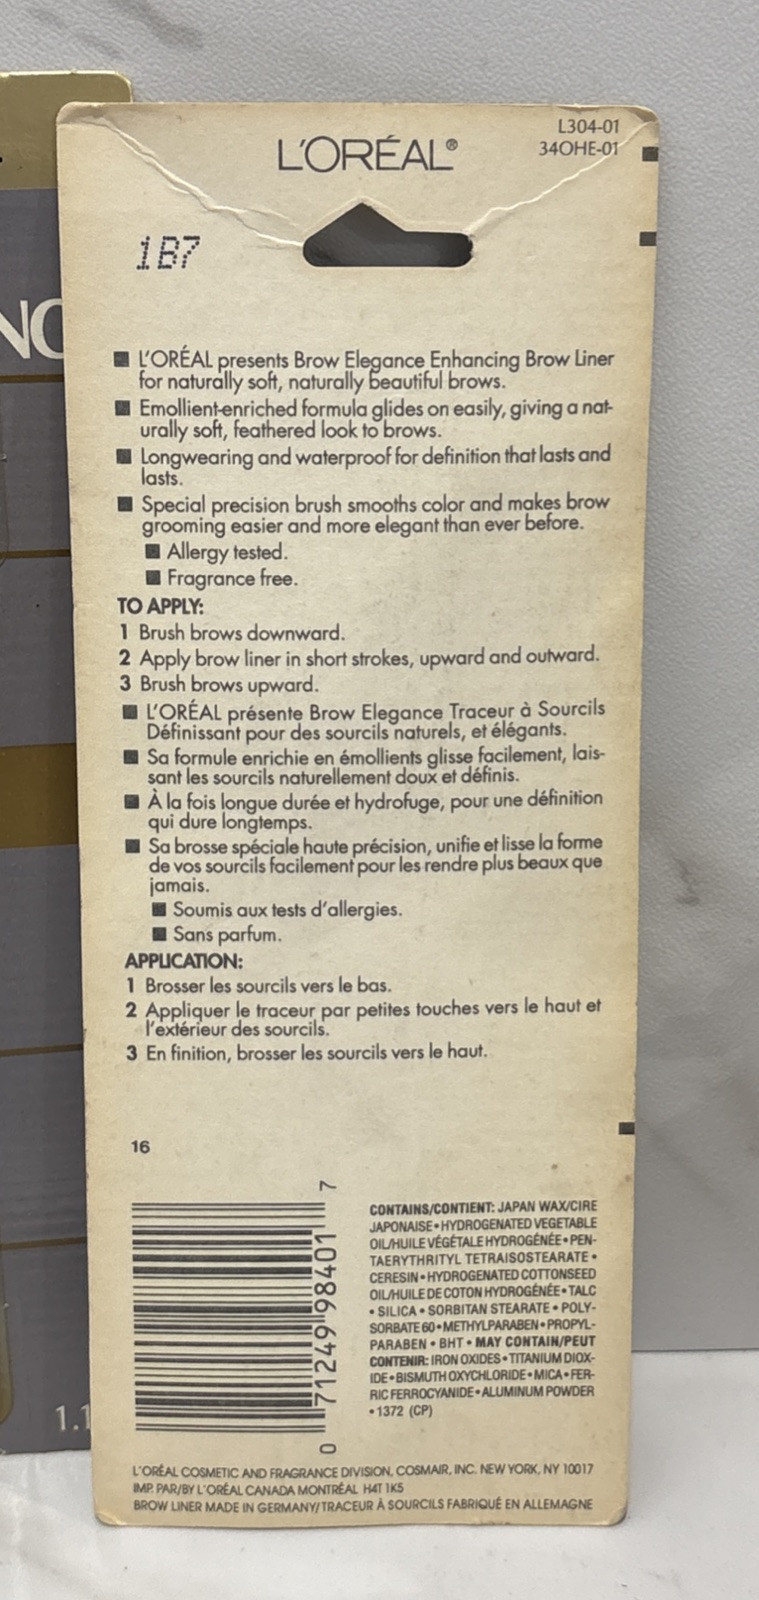 L'ORÉAL®
L304-01
34OHE-01
1B7
■ L'ORÉAL presents Brow Elegance Enhancing Brow Liner
for naturally soft, naturally beautiful brows.
■ Emollient-enriched formula glides on easily, giving a nat-
urally soft, feathered look to brows.
■ Longwearing and waterproof for definition that lasts and
lasts.
■ Special precision brush smooths color and makes brow
grooming easier and more elegant than ever before.
■ Allergy tested.
■ Fragrance free.
TO APPLY:
1 Brush brows downward.
2 Apply brow liner in short strokes, upward and outward.
3 Brush brows upward.
■ L'ORÉAL présente Brow Elegance Traceur à Sourcils
Définissant pour des sourcils naturels, et élégants.
■ Sa formule enrichie en émollients glisse facilement, lais-
sant les sourcils naturellement doux et définis.
■ À la fois longue durée et hydrofuge, pour une définition
qui dure longtemps.
■ Sa brosse spéciale haute précision, unifie et lisse la forme
de vos sourcils facilement pour les rendre plus beaux que
jamais.
■ Soumis aux tests d'allergies.
■ Sans parfum.
APPLICATION:
1 Brosser les sourcils vers le bas.
2 Appliquer le traceur par petites touches vers le haut et
l'extérieur des sourcils.
3 En finition, brosser les sourcils vers le haut.
16
0 71249 98401 7
CONTAINS/CONTIENT: JAPAN WAX/CIRE
JAPONAISE • HYDROGENATED VEGETABLE
OIL/HUILE VÉGÉTALE HYDROGÉNÉE • PEN-
TAERYTHRITYL TETRAISOSTEARATE •
CERESIN • HYDROGENATED COTTONSEED
OIL/HUILE DE COTON HYDROGÉNÉE • TALC
• SILICA • SORBITAN STEARATE • POLY-
SORBATE 60 • METHYLPARABEN • PROPYL-
PARABEN • BHT • MAY CONTAIN/PEUT
CONTENIR: IRON OXIDES • TITANIUM DIOX-
IDE • BISMUTH OXYCHLORIDE • MICA • FER-
RIC FERROCYANIDE • ALUMINUM POWDER
• 1372 (CP)
L'ORÉAL COSMETIC AND FRAGRANCE DIVISION, COSMAIR, INC. NEW YORK, NY 10017
IMP. PAR/BY L'ORÉAL CANADA MONTRÉAL H4T 1K5
BROW LINER MADE IN GERMANY/TRACEUR À SOURCILS FABRIQUÉ EN ALLEMAGNE